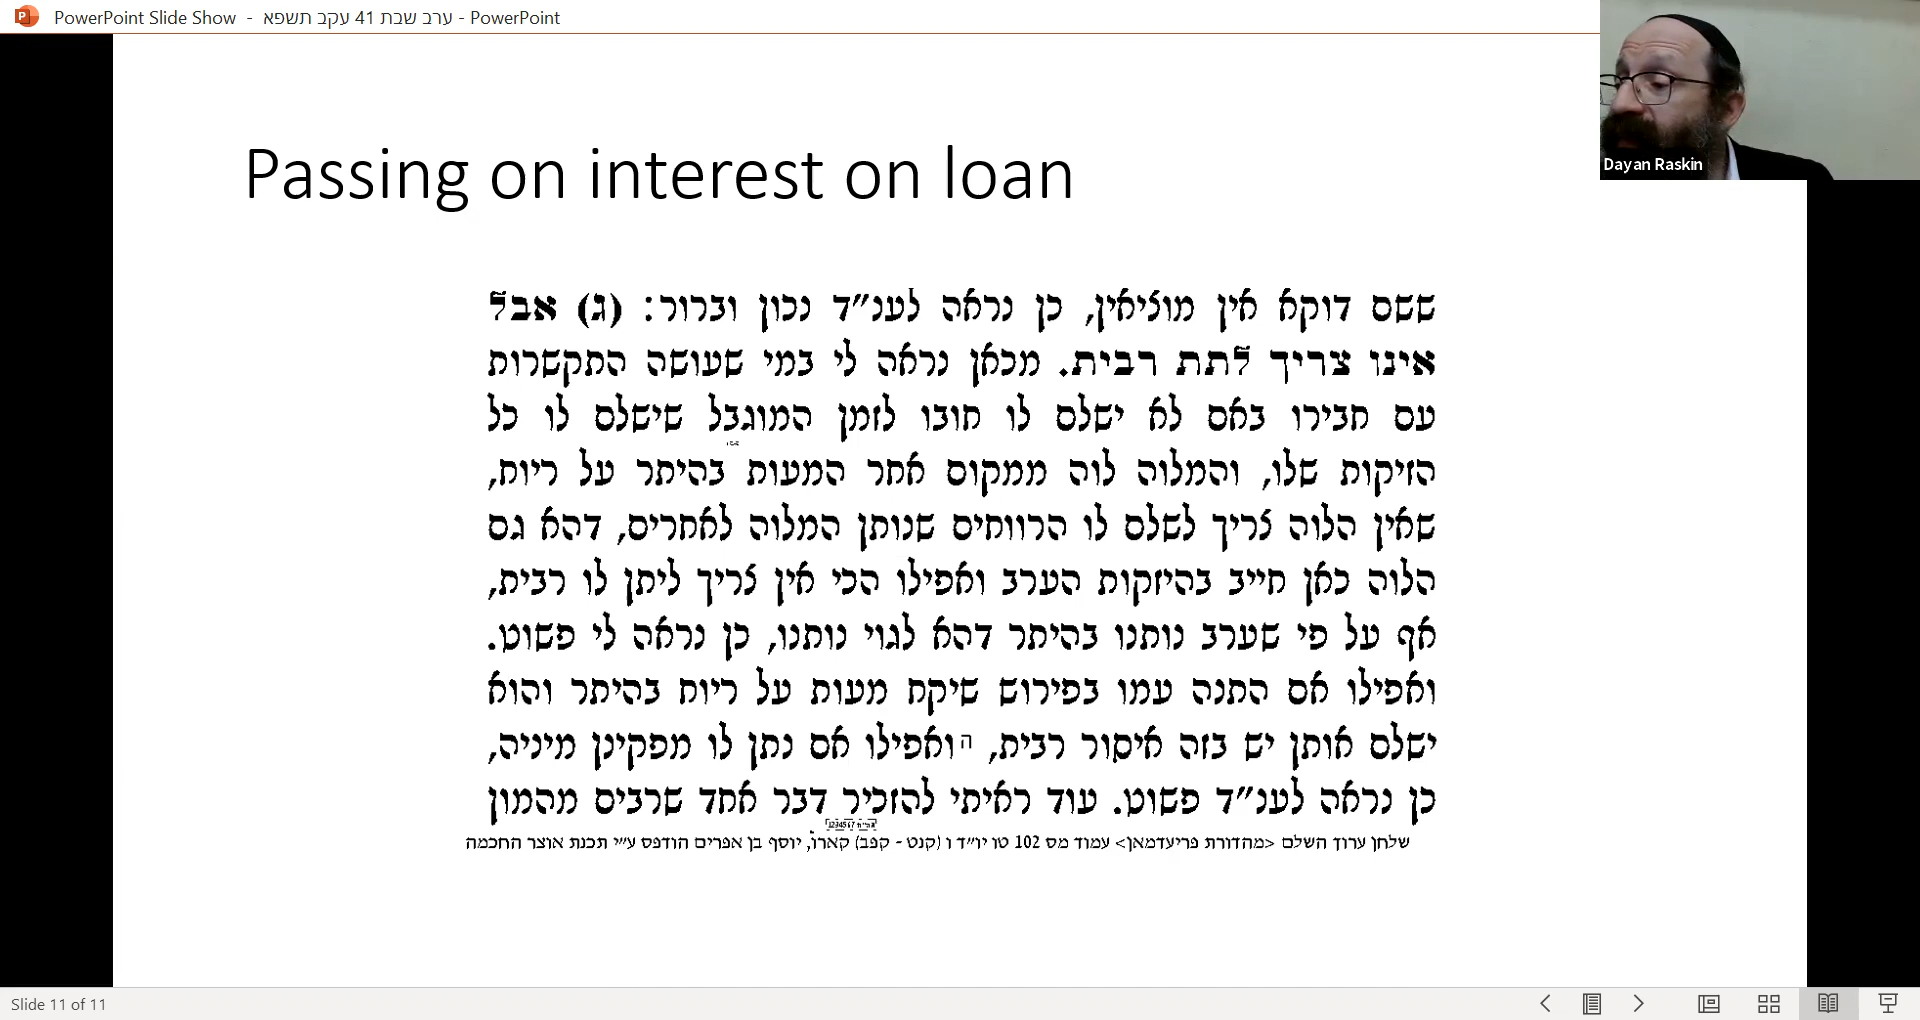 PowerPoint Slide Show - ערב שבת 41 עקב תשפא - PowerPoint
Dayan Raskin
Passing on interest on loan
ששם דוקא אין מוציאין, כן נראה לענ״ד נכון וברור: (ג) אבל
אינו צריך לתת רבית. מכאן נראה לי במי שעושה התקשרות
עם חבירו באם לא ישלם לו חובו לזמן המוגבל שישלם לו כל
הזיקות שלו, והמלוה לוה ממקום אחר המעות בהיתר על ריוח,
שאין הלוה צריך לשלם לו הרווחים שנותן המלוה לאחרים, דהא גם
הלוה כאן חייב בהיזקות הערב ואפילו הכי אין צריך ליתן לו רבית,
אף על פי שערב נותנו בהיתר דהא לגוי נותנו, כן נראה לי פשוט.
ואפילו אם התנה עמו בפירוש שיקח מעות על ריוח בהיתר והוא
ישלם אותן יש בזה איסור רבית, ה ואפילו אם נתן לו מפקינן מיניה,
כן נראה לענ״ד פשוט. עוד ראיתי להזכיר דבר אחד שרבים מהמון
שלחן ערוך השלם <מהדורת פריעדמאן> עמוד מס 102 טו יו״ד ו (קנט - קפב) קארו, יוסף בן אפרים הודפס ע״י תכנת אוצר החכמה
Slide 11 of 11